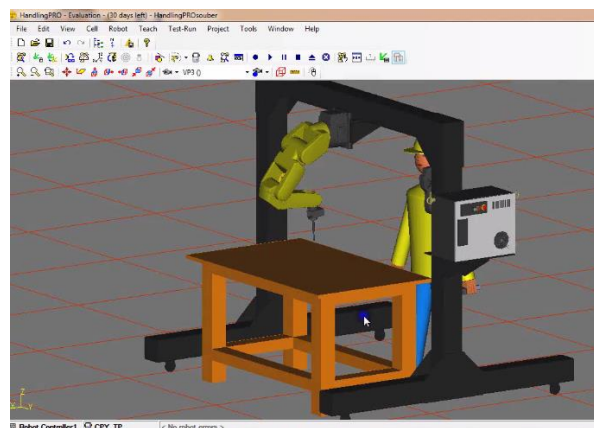 HandlingPRO - Evaluation - (30 days left) - HandlingPROsouber
File Edit View Cell Robot Teach Test-Run Project Tools Window Help
VP3 ()
Z
X Y
Robot Controller1 CPY_TP < No robot errors >